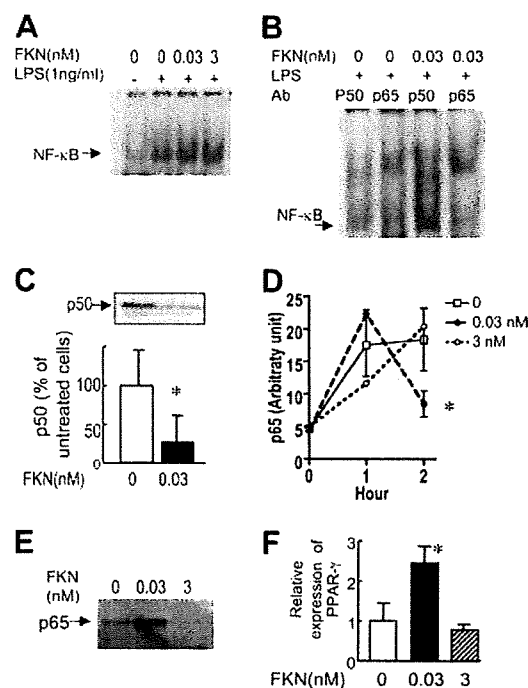 A
FKN(nM) 0 0 0.03 3
LPS(1ng/ml) - + + +
NF-κB
B
FKN(nM) 0 0 0.03 0.03
LPS + + + +
Ab P50 p65 p50 p65
NF-κB
C
p50
p50 (% of
untreated cells)
100
50
0
*
FKN(nM) 0 0.03
D
p65 (Arbitraty unit)
25
20
15
10
5
0
0
0.03 nM
3 nM
*
0 1 2
Hour
E
FKN
(nM)
0 0.03 3
p65
F
Relative
expression of
PPAR-γ
3
2
1
0
*
FKN(nM) 0 0.03 3